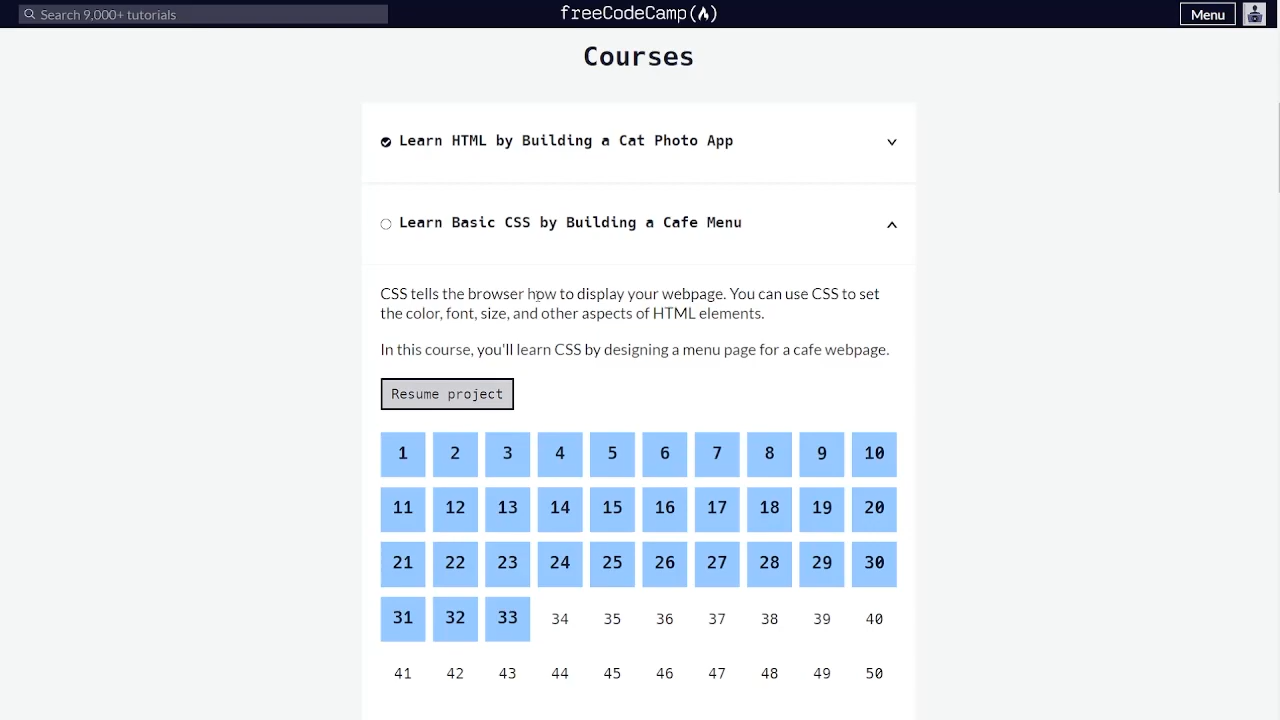 Search 9,000+ tutorials
freeCodeCamp
Menu
Courses
Learn HTML by Building a Cat Photo App
Learn Basic CSS by Building a Cafe Menu
CSS tells the browser how to display your webpage. You can use CSS to set
the color, font, size, and other aspects of HTML elements.
In this course, you'll learn CSS by designing a menu page for a cafe webpage.
Resume project
1 2 3 4 5 6 7 8 9 10
11 12 13 14 15 16 17 18 19 20
21 22 23 24 25 26 27 28 29 30
31 32 33 34 35 36 37 38 39 40
41 42 43 44 45 46 47 48 49 50